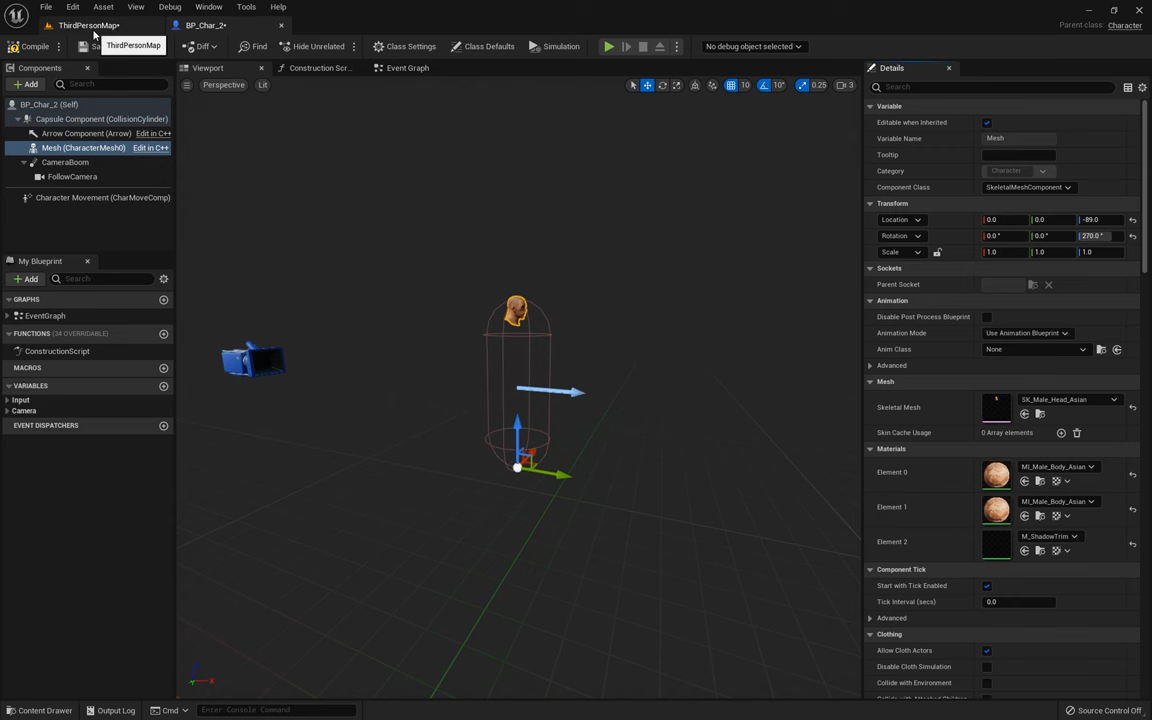 File Edit Asset View Debug Window Tools Help
ThirdPersonMap•
BP_Char_2•
Parent class: Character
Compile
Diff
Find
Hide Unrelated
Class Settings
Class Defaults
Simulation
No debug object selected
ThirdPersonMap
Components
Viewport
Construction Scr...
Event Graph
Details
Add
Search
Perspective
Lit
10
10°
0.25
3
Search
BP_Char_2 (Self)
Capsule Component (CollisionCylinder)
Arrow Component (Arrow) Edit in C++
Mesh (CharacterMesh0) Edit in C++
CameraBoom
FollowCamera
Character Movement (CharMoveComp)
My Blueprint
Add
Search
GRAPHS
EventGraph
FUNCTIONS (34 OVERRIDABLE)
ConstructionScript
MACROS
VARIABLES
Input
Camera
EVENT DISPATCHERS
Variable
Editable when Inherited
Variable Name Mesh
Tooltip
Category Character
Component Class SkeletalMeshComponent
Transform
Location 0.0 0.0 -89.0
Rotation 0.0° 0.0° 270.0°
Scale 1.0 1.0 1.0
Sockets
Parent Socket
Animation
Disable Post Process Blueprint
Animation Mode Use Animation Blueprint
Anim Class None
Advanced
Mesh
Skeletal Mesh SK_Male_Head_Asian
Skin Cache Usage 0 Array elements
Materials
Element 0 MI_Male_Body_Asian
Element 1 MI_Male_Body_Asian
Element 2 M_ShadowTrim
Component Tick
Start with Tick Enabled
Tick Interval (secs) 0.0
Advanced
Clothing
Allow Cloth Actors
Disable Cloth Simulation
Collide with Environment
Content Drawer
Output Log
Cmd
Enter Console Command
Source Control Off